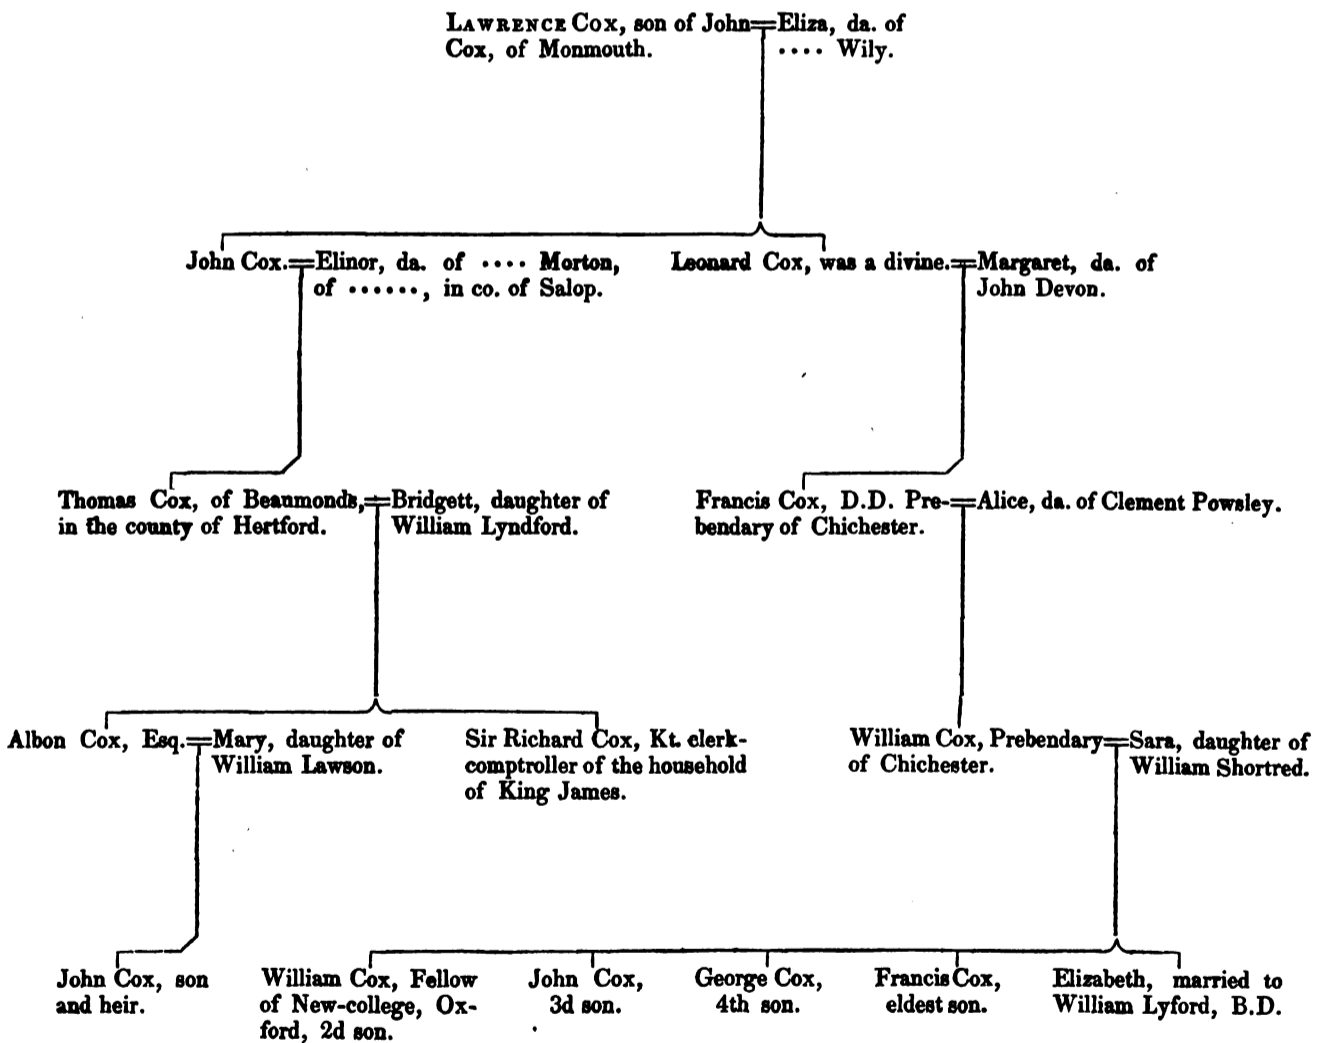 LAWRENCE COX, son of John═Eliza, da. of
Cox, of Monmouth. .... Wily.
John Cox.═Elinor, da. of .... Morton,
of ......, in co. of Salop.
Leonard Cox, was a divine.═Margaret, da. of
John Devon.
Thomas Cox, of Beaumonds,═Bridgett, daughter of
in the county of Hertford. William Lyndford.
Francis Cox, D.D. Pre-═Alice, da. of Clement Powsley.
bendary of Chichester.
Albon Cox, Esq.═Mary, daughter of
William Lawson.
Sir Richard Cox, Kt. clerk-
comptroller of the household
of King James.
William Cox, Prebendary═Sara, daughter of
of Chichester. William Shortred.
John Cox, son
and heir.
William Cox, Fellow
of New-college, Ox-
ford, 2d son.
John Cox,
3d son.
George Cox,
4th son.
Francis Cox,
eldest son.
Elizabeth, married to
William Lyford, B.D.